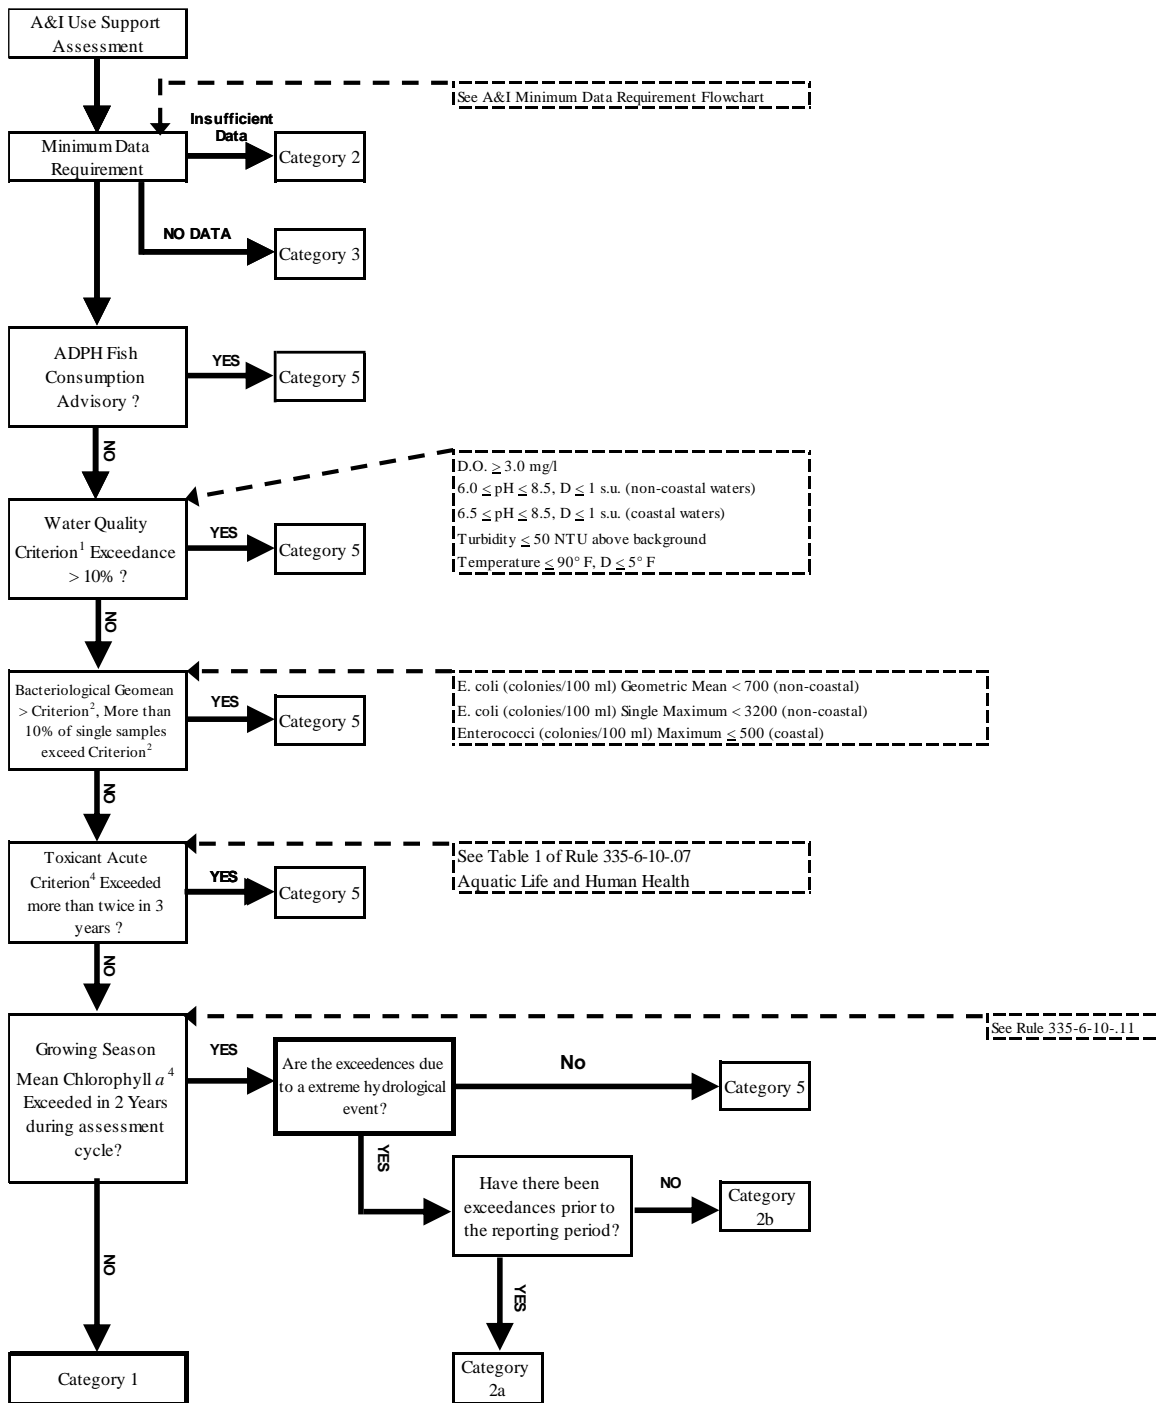 A&I Use Support
Assessment
See A&I Minimum Data Requirement Flowchart
Insufficient
Data
Minimum Data
Requirement
Category 2
NO DATA
Category 3
ADPH Fish
Consumption
Advisory ?
YES
Category 5
NO
D.O. ≥ 3.0 mg/l
6.0 ≤ pH ≤ 8.5, D ≤ 1 s.u. (non-coastal waters)
6.5 ≤ pH ≤ 8.5, D ≤ 1 s.u. (coastal waters)
Turbidity ≤ 50 NTU above background
Temperature ≤ 90° F, D ≤ 5° F
Water Quality
Criterion¹ Exceedance
> 10% ?
YES
Category 5
NO
Bacteriological Geomean
> Criterion², More than
10% of single samples
exceed Criterion²
YES
Category 5
E. coli (colonies/100 ml) Geometric Mean < 700 (non-coastal)
E. coli (colonies/100 ml) Single Maximum < 3200 (non-coastal)
Enterococci (colonies/100 ml) Maximum ≤ 500 (coastal)
NO
Toxicant Acute
Criterion⁴ Exceeded
more than twice in 3
years ?
YES
Category 5
See Table 1 of Rule 335-6-10-.07
Aquatic Life and Human Health
NO
See Rule 335-6-10-.11
Growing Season
Mean Chlorophyll a ⁴
Exceeded in 2 Years
during assessment
cycle?
YES
Are the exceedences due
to a extreme hydrological
event?
No
Category 5
YES
Have there been
exceedances prior to
the reporting period?
NO
Category
2b
NO
YES
Category 1
Category
2a